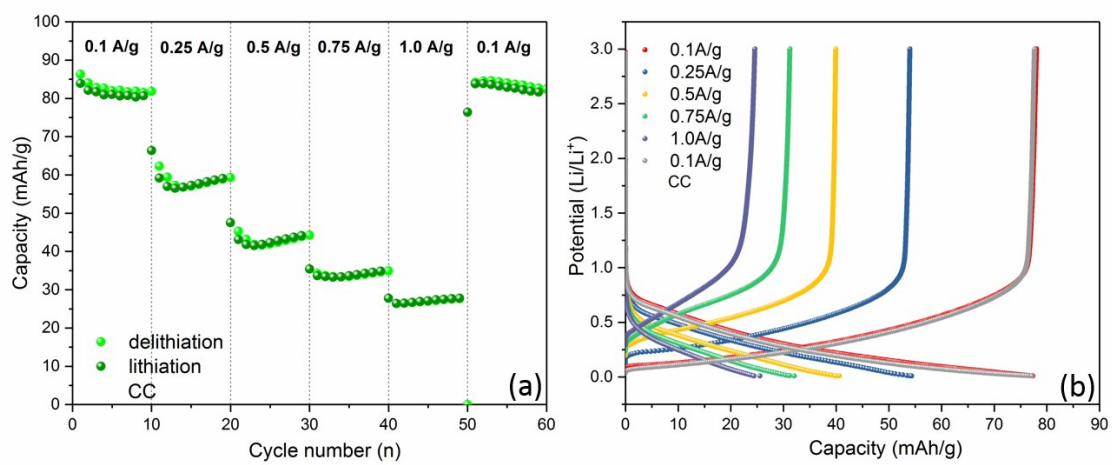 0.1 A/g 0.25 A/g 0.5 A/g 0.75 A/g 1.0 A/g 0.1 A/g
100
90
80
70
60
50
40
30
20
10
0
Capacity (mAh/g)
delithiation
lithiation
CC
(a)
0 10 20 30 40 50 60
Cycle number (n)
3.0
2.5
2.0
1.5
1.0
0.5
0.0
Potential (Li/Li⁺)
0.1A/g
0.25A/g
0.5A/g
0.75A/g
1.0A/g
0.1A/g
CC
(b)
0 10 20 30 40 50 60 70 80 90
Capacity (mAh/g)